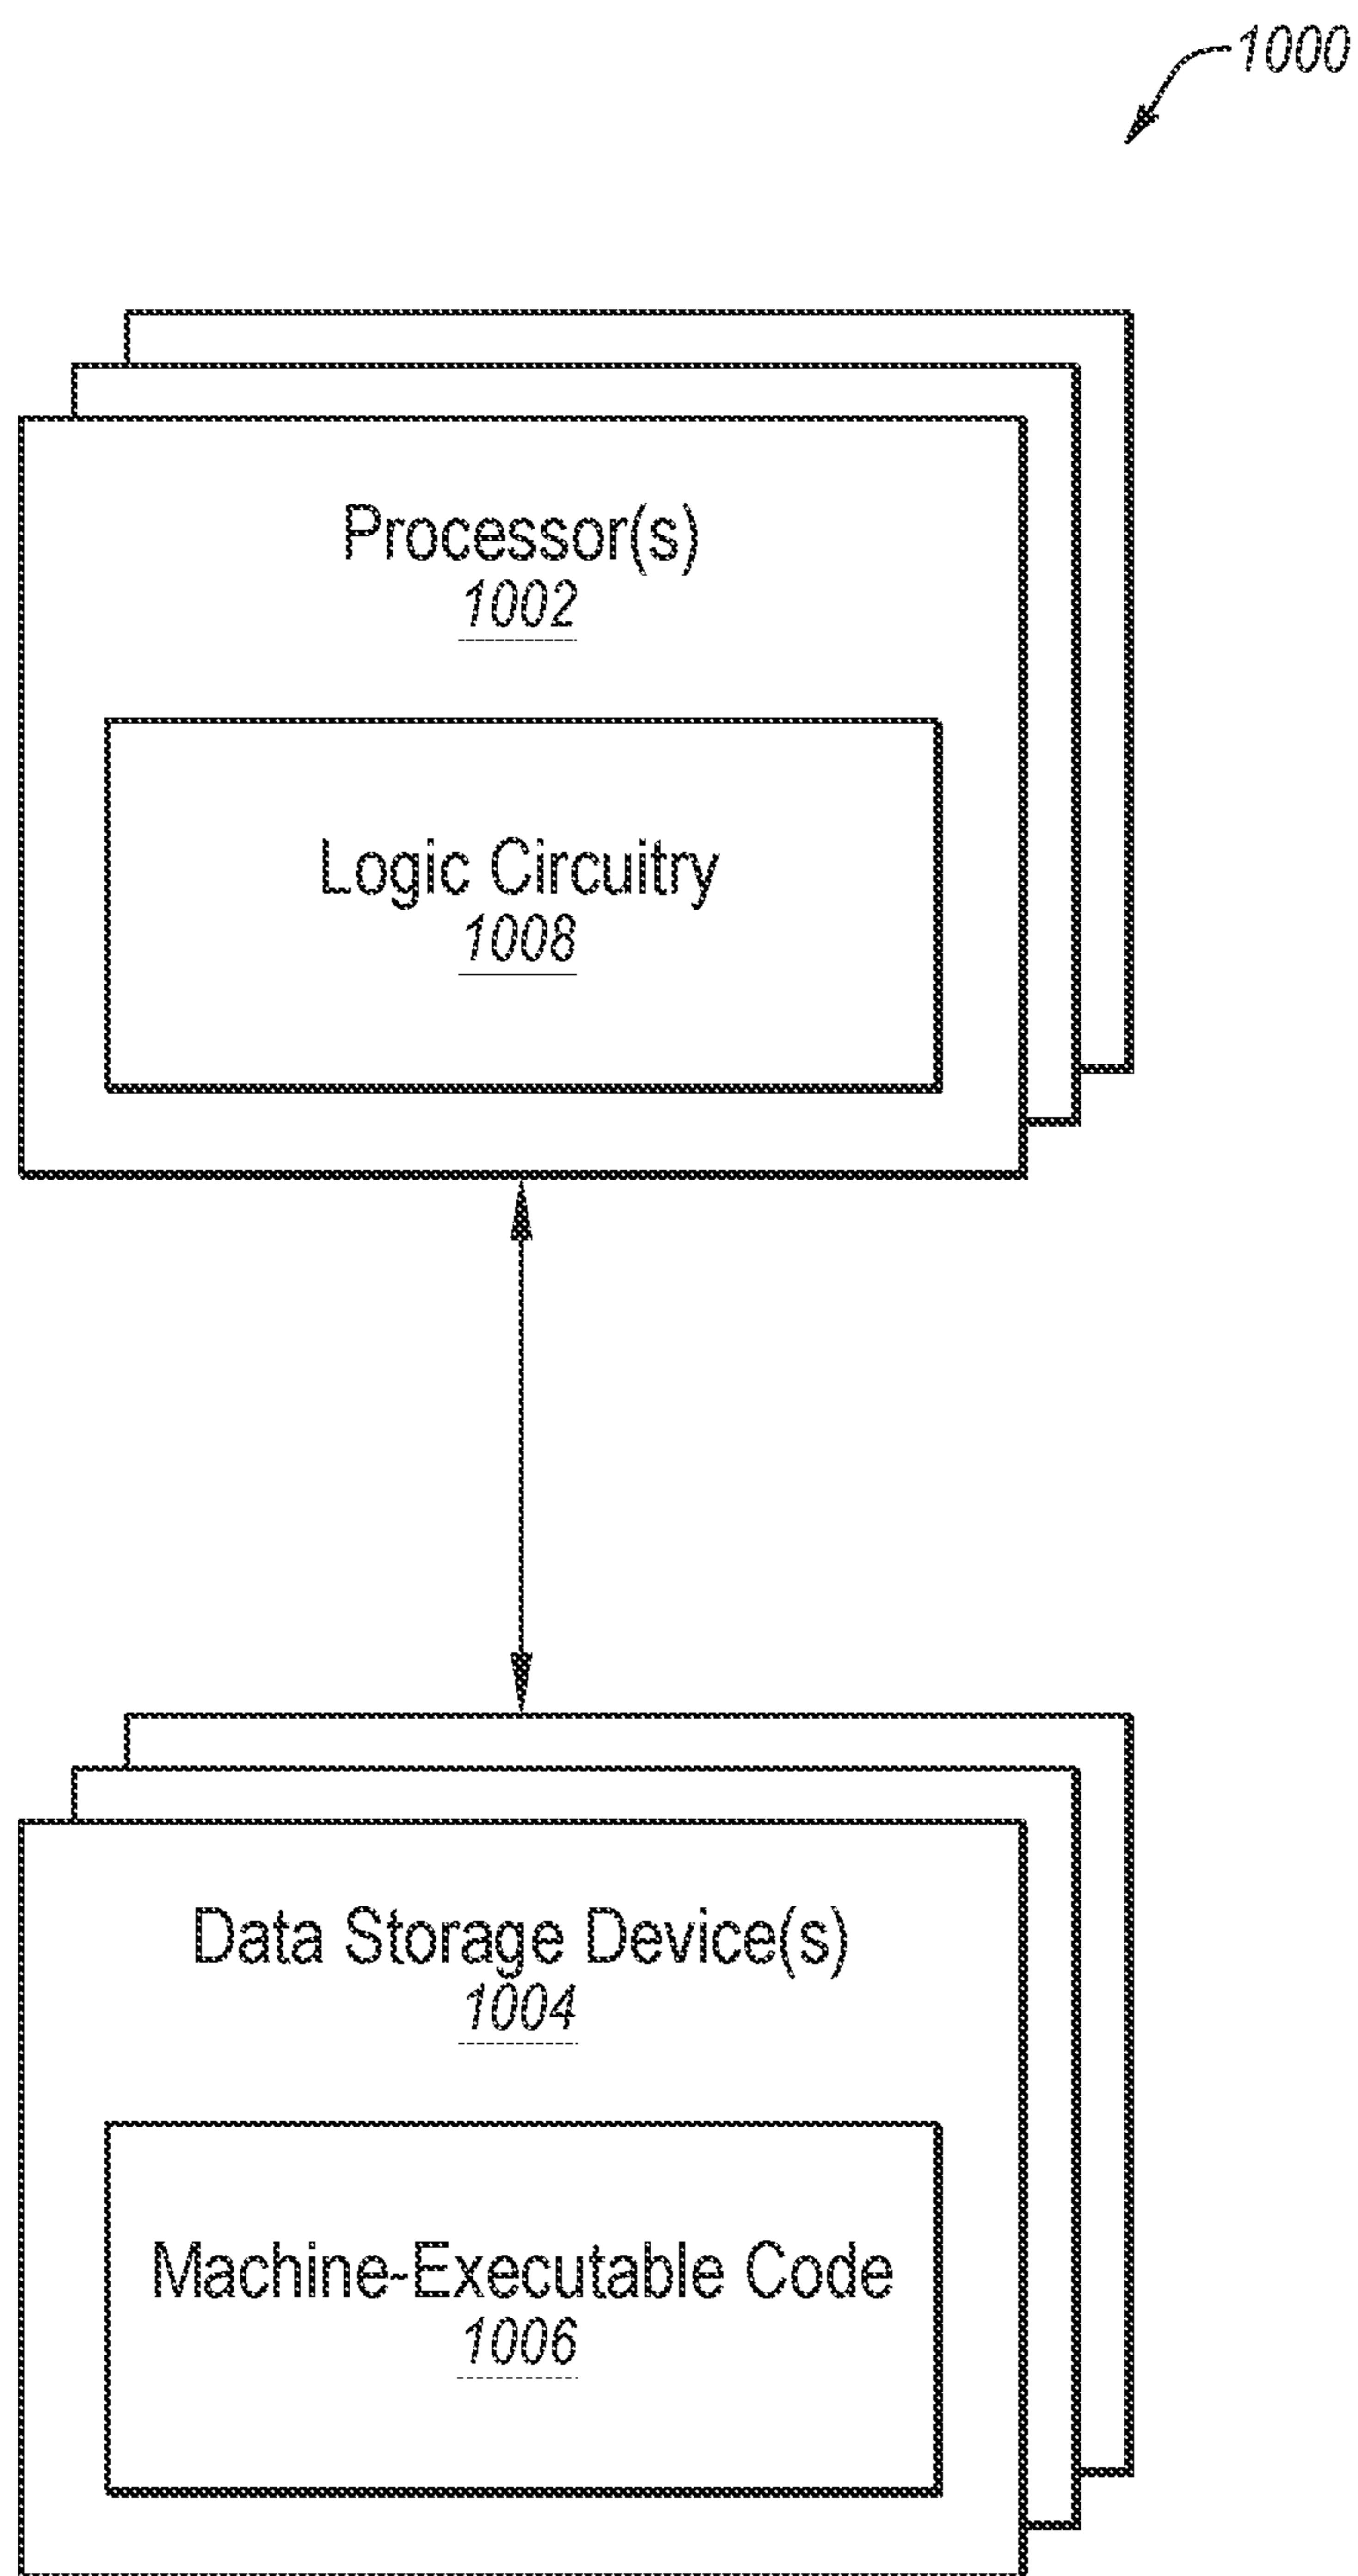 1000
Processor(s)
1002
Logic Circuitry
1008
Data Storage Device(s)
1004
Machine-Executable Code
1006